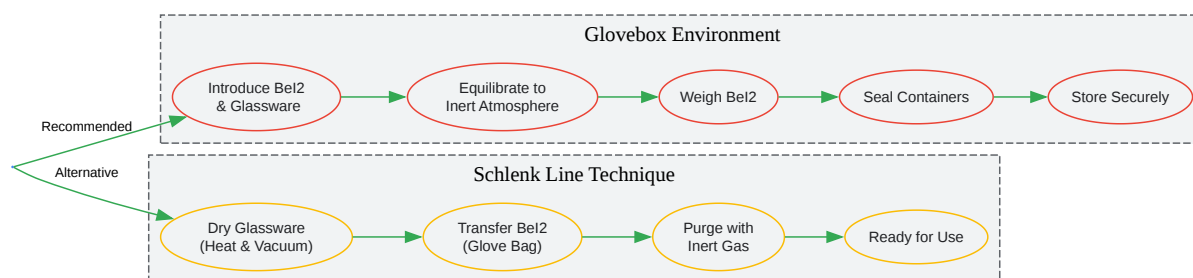 Glovebox Environment
Introduce BeI2
& Glassware
Equilibrate to
Inert Atmosphere
Weigh BeI2
Seal Containers
Store Securely
Recommended
Alternative
Schlenk Line Technique
Dry Glassware
(Heat & Vacuum)
Transfer BeI2
(Glove Bag)
Purge with
Inert Gas
Ready for Use